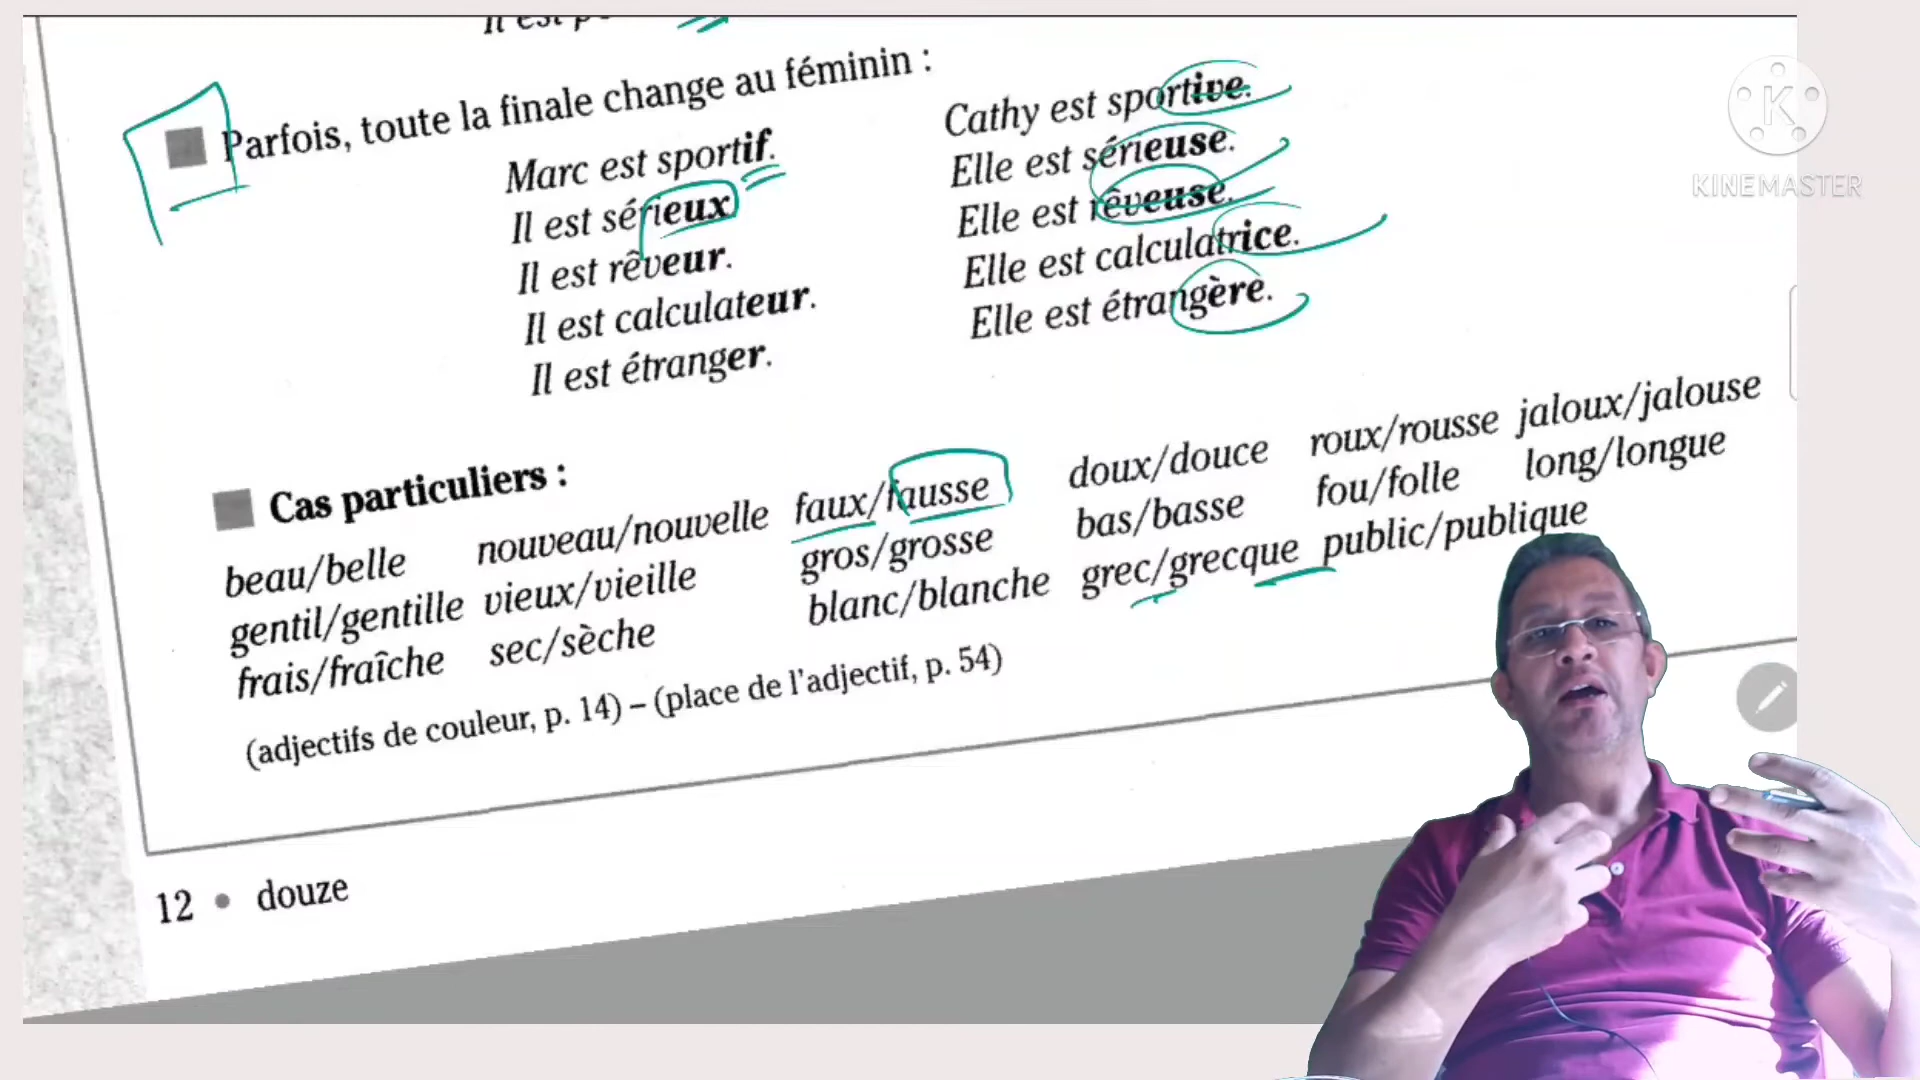 Il est
Parfois, toute la finale change au féminin :
Marc est sportif. Cathy est sportive.
Il est sérieux Elle est sérieuse.
Il est rêveur. Elle est rêveuse.
Il est calculateur. Elle est calculatrice.
Il est étranger. Elle est étrangère.
Cas particuliers :
beau/belle nouveau/nouvelle faux/fausse doux/douce roux/rousse jaloux/jalouse
gentil/gentille vieux/vieille gros/grosse bas/basse fou/folle long/longue
frais/fraîche sec/sèche blanc/blanche grec/grecque public/publique
(adjectifs de couleur, p. 14) – (place de l'adjectif, p. 54)
12 • douze
K
KINEMASTER